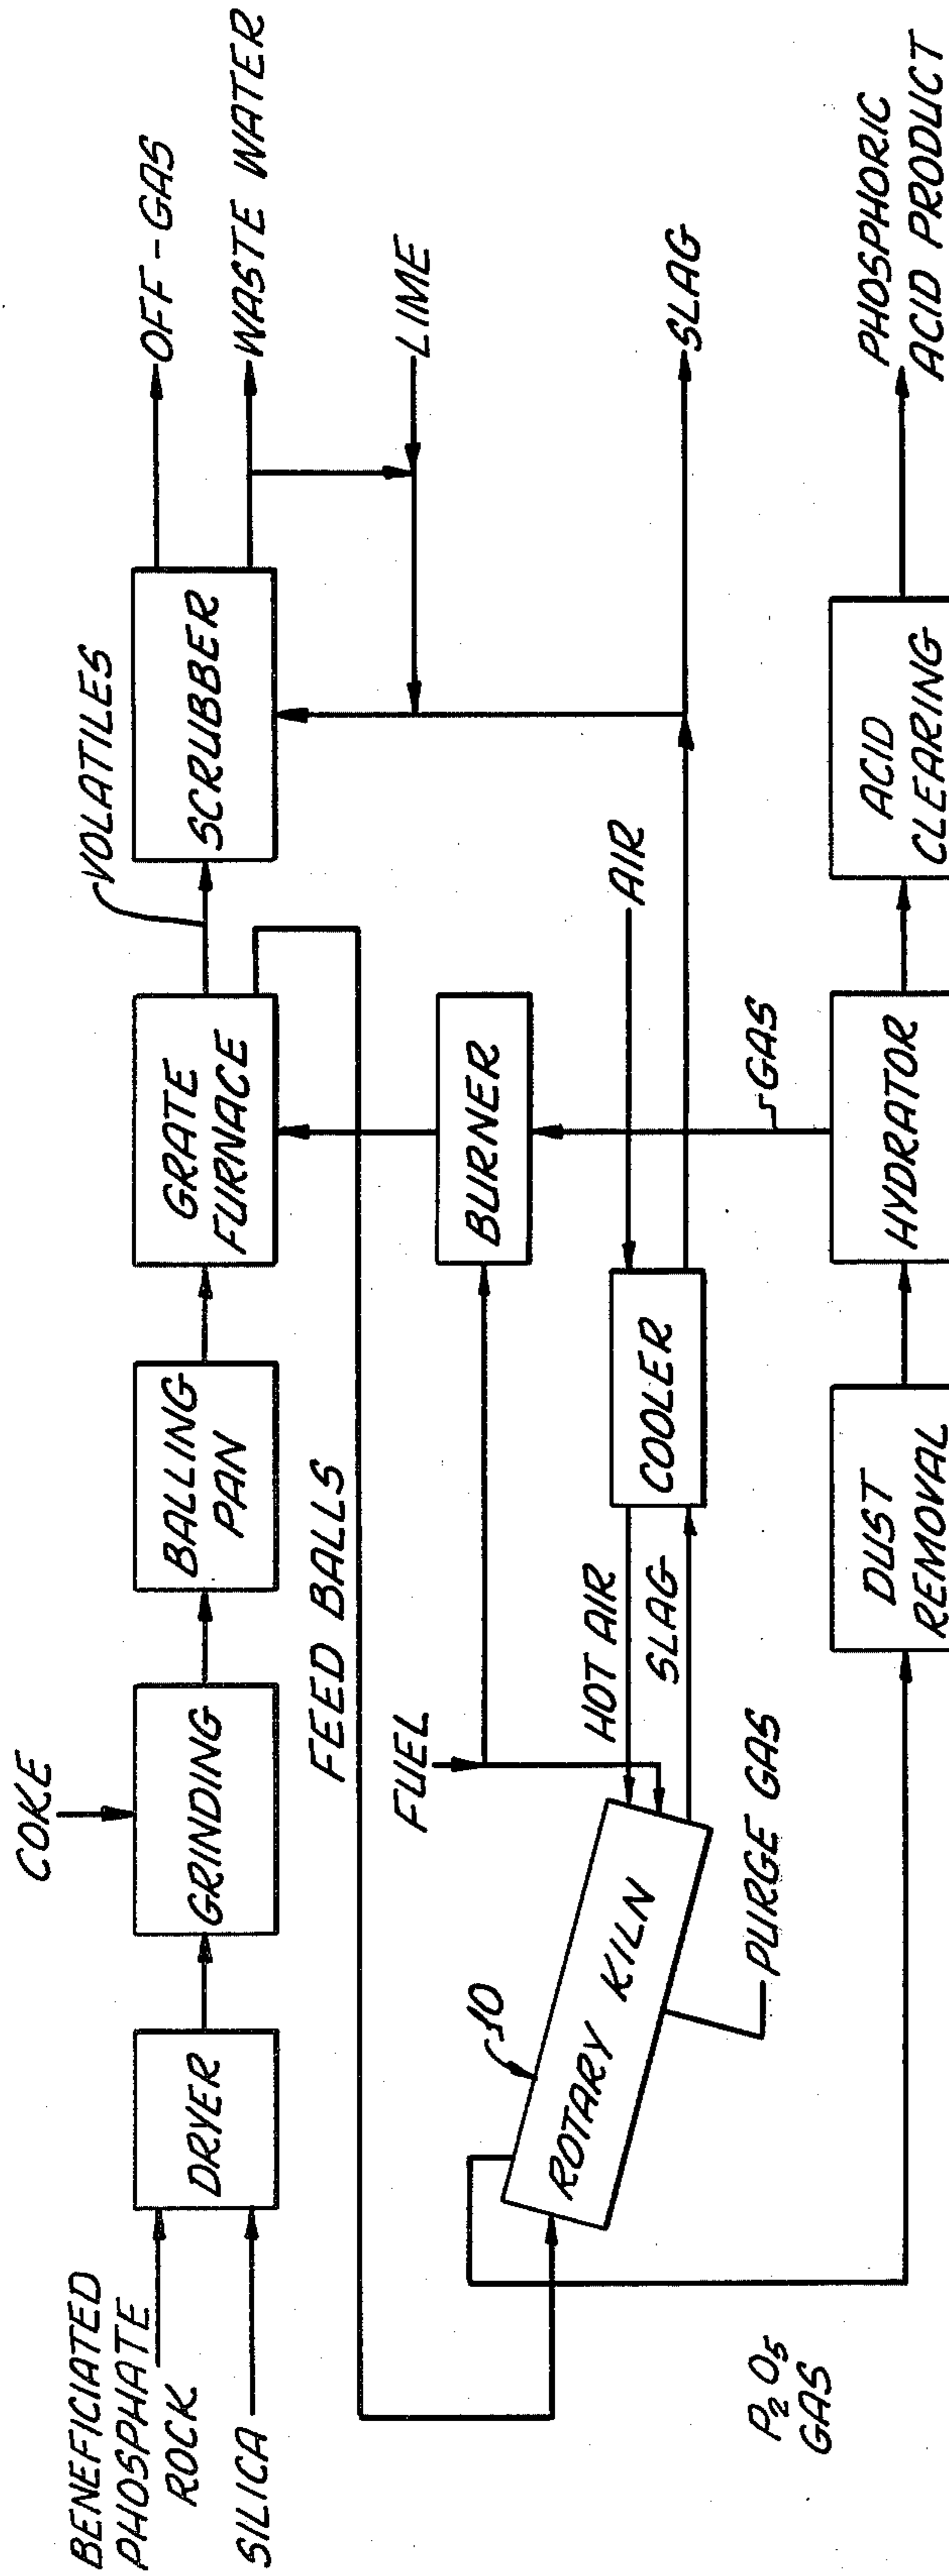 BENEFICIATED
PHOSPHATE
ROCK
SILICA
DRYER
COKE
GRINDING
BALLING
PAN
GRATE
FURNACE
VOLATILES
SCRUBBER
OFF-GAS
WASTE WATER
LIME
FEED BALLS
FUEL
BURNER
AIR
HOT AIR
SLAG
COOLER
SLAG
10
ROTARY KILN
PURGE GAS
GAS
P2O5
GAS
DUST
REMOVAL
HYDRATOR
ACID
CLEARING
PHOSPHORIC
ACID PRODUCT